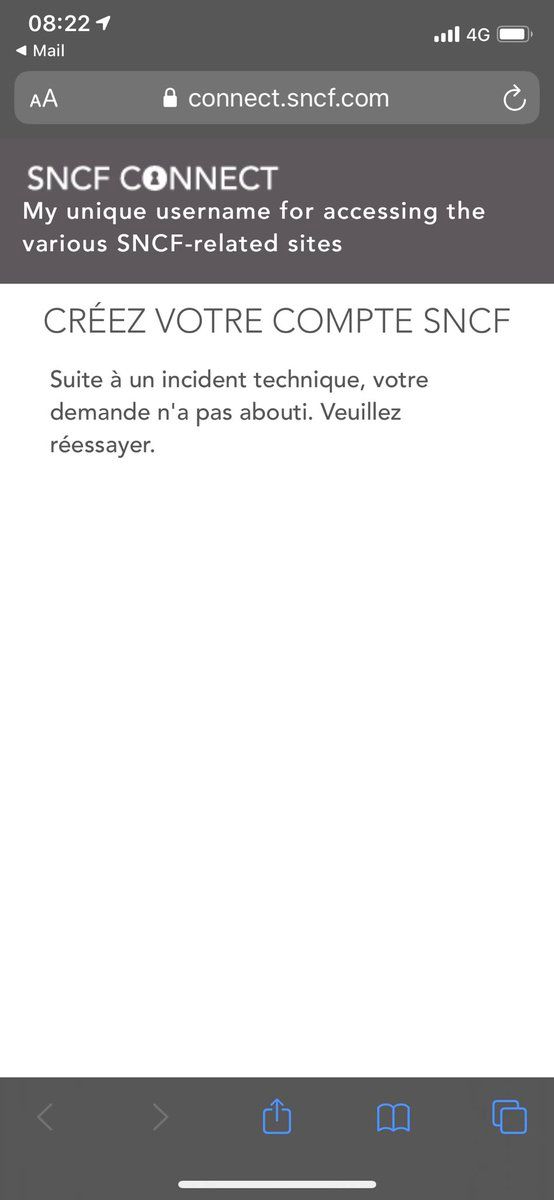 08:22
4G
◀ Mail
AA connect.sncf.com
SNCF CONNECT
My unique username for accessing the
various SNCF-related sites
CRÉEZ VOTRE COMPTE SNCF
Suite à un incident technique, votre
demande n'a pas abouti. Veuillez
réessayer.